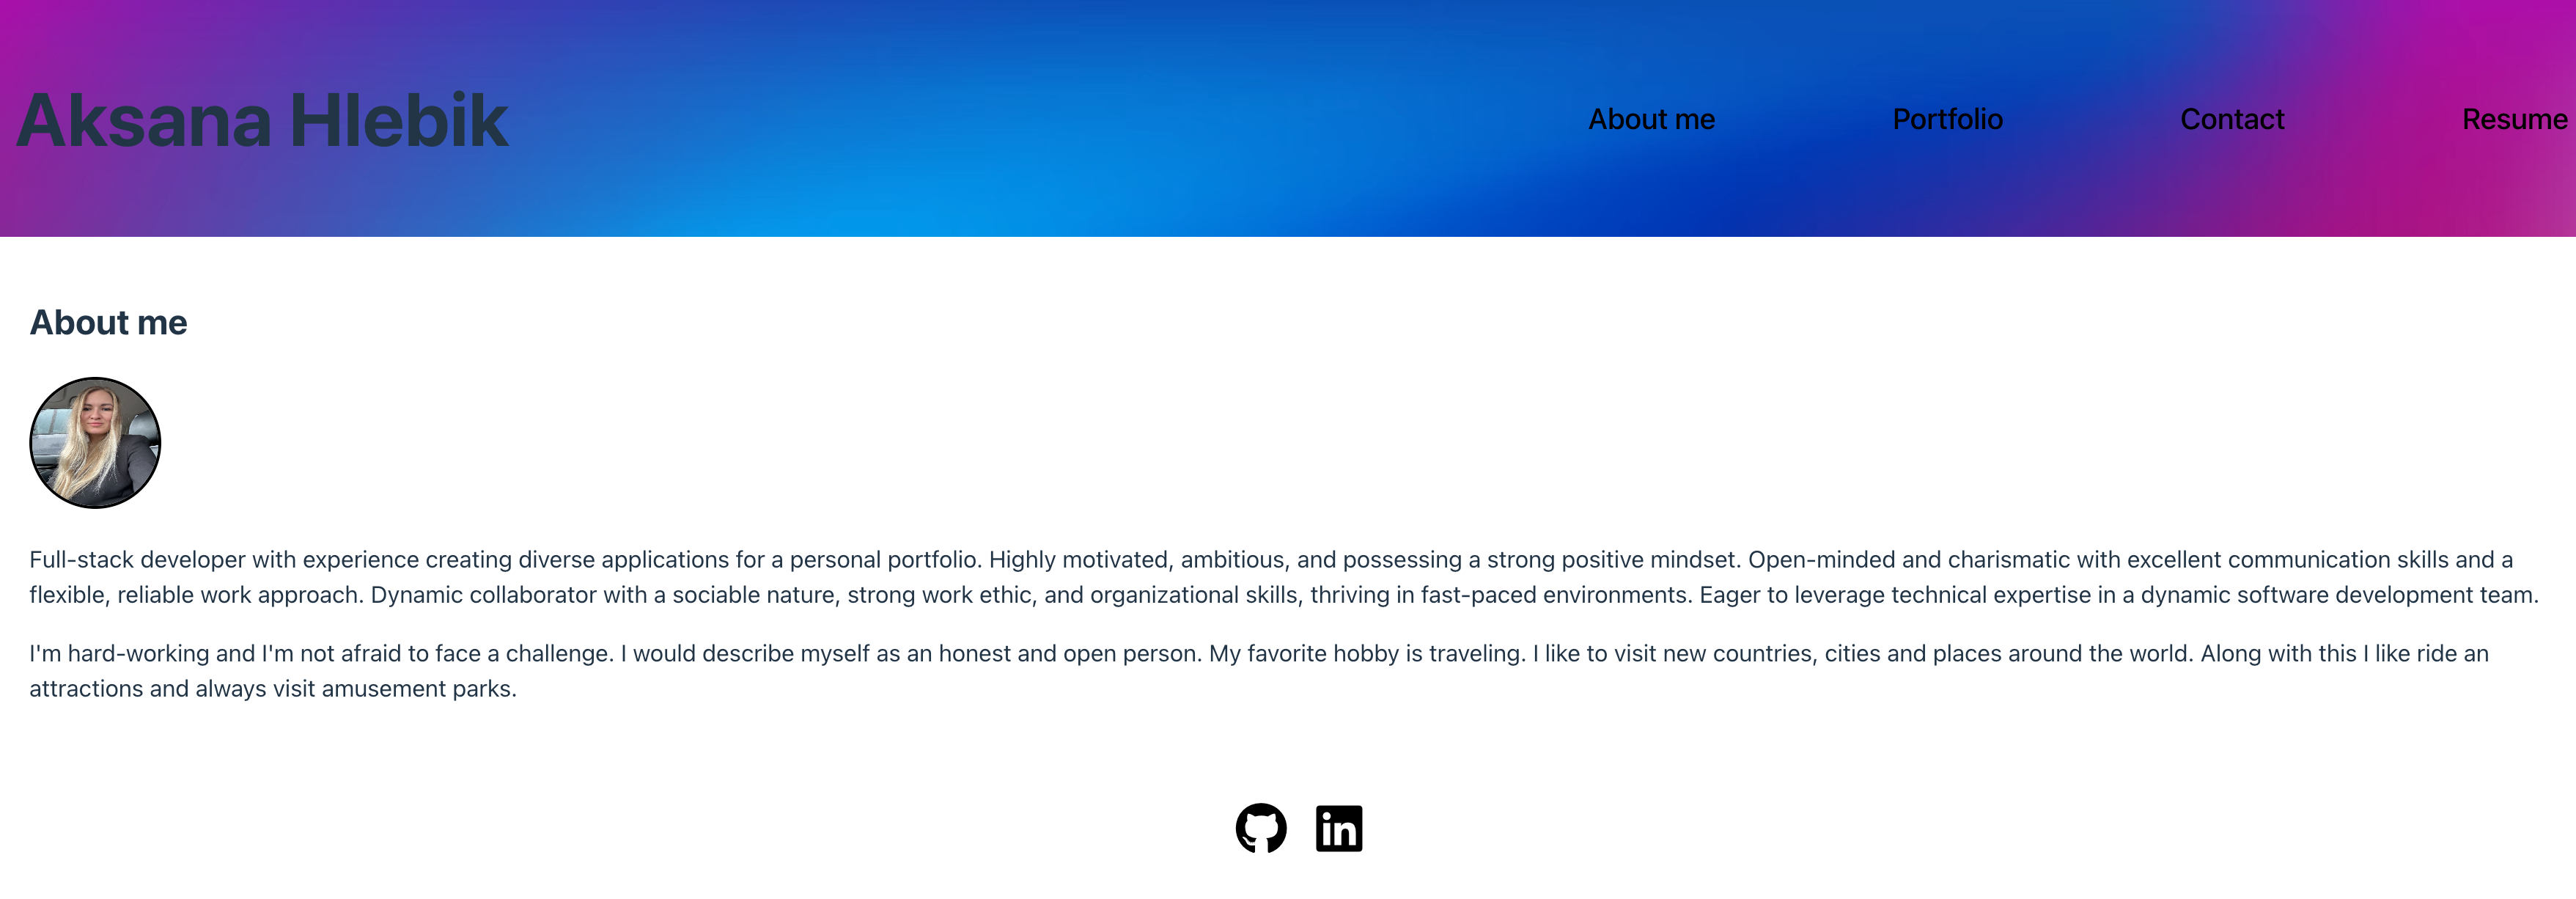 Aksana Hlebik
About me
Portfolio
Contact
Resume
About me
Full-stack developer with experience creating diverse applications for a personal portfolio. Highly motivated, ambitious, and possessing a strong positive mindset. Open-minded and charismatic with excellent communication skills and a
flexible, reliable work approach. Dynamic collaborator with a sociable nature, strong work ethic, and organizational skills, thriving in fast-paced environments. Eager to leverage technical expertise in a dynamic software development team.
I'm hard-working and I'm not afraid to face a challenge. I would describe myself as an honest and open person. My favorite hobby is traveling. I like to visit new countries, cities and places around the world. Along with this I like ride an
attractions and always visit amusement parks.
in